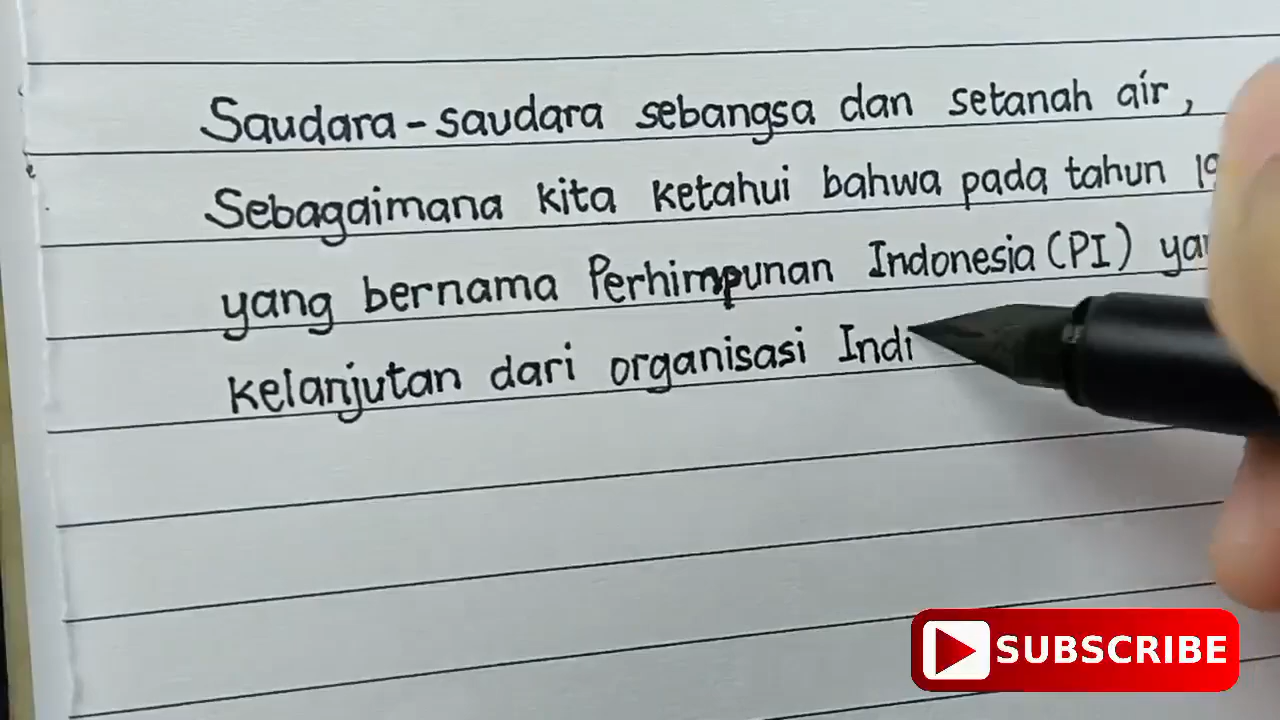 Saudara-saudara sebangsa dan setanah air,
Sebagaimana kita ketahui bahwa pada tahun
yang bernama Perhimpunan Indonesia (PI)
kelanjutan dari organisasi Indi
SUBSCRIBE